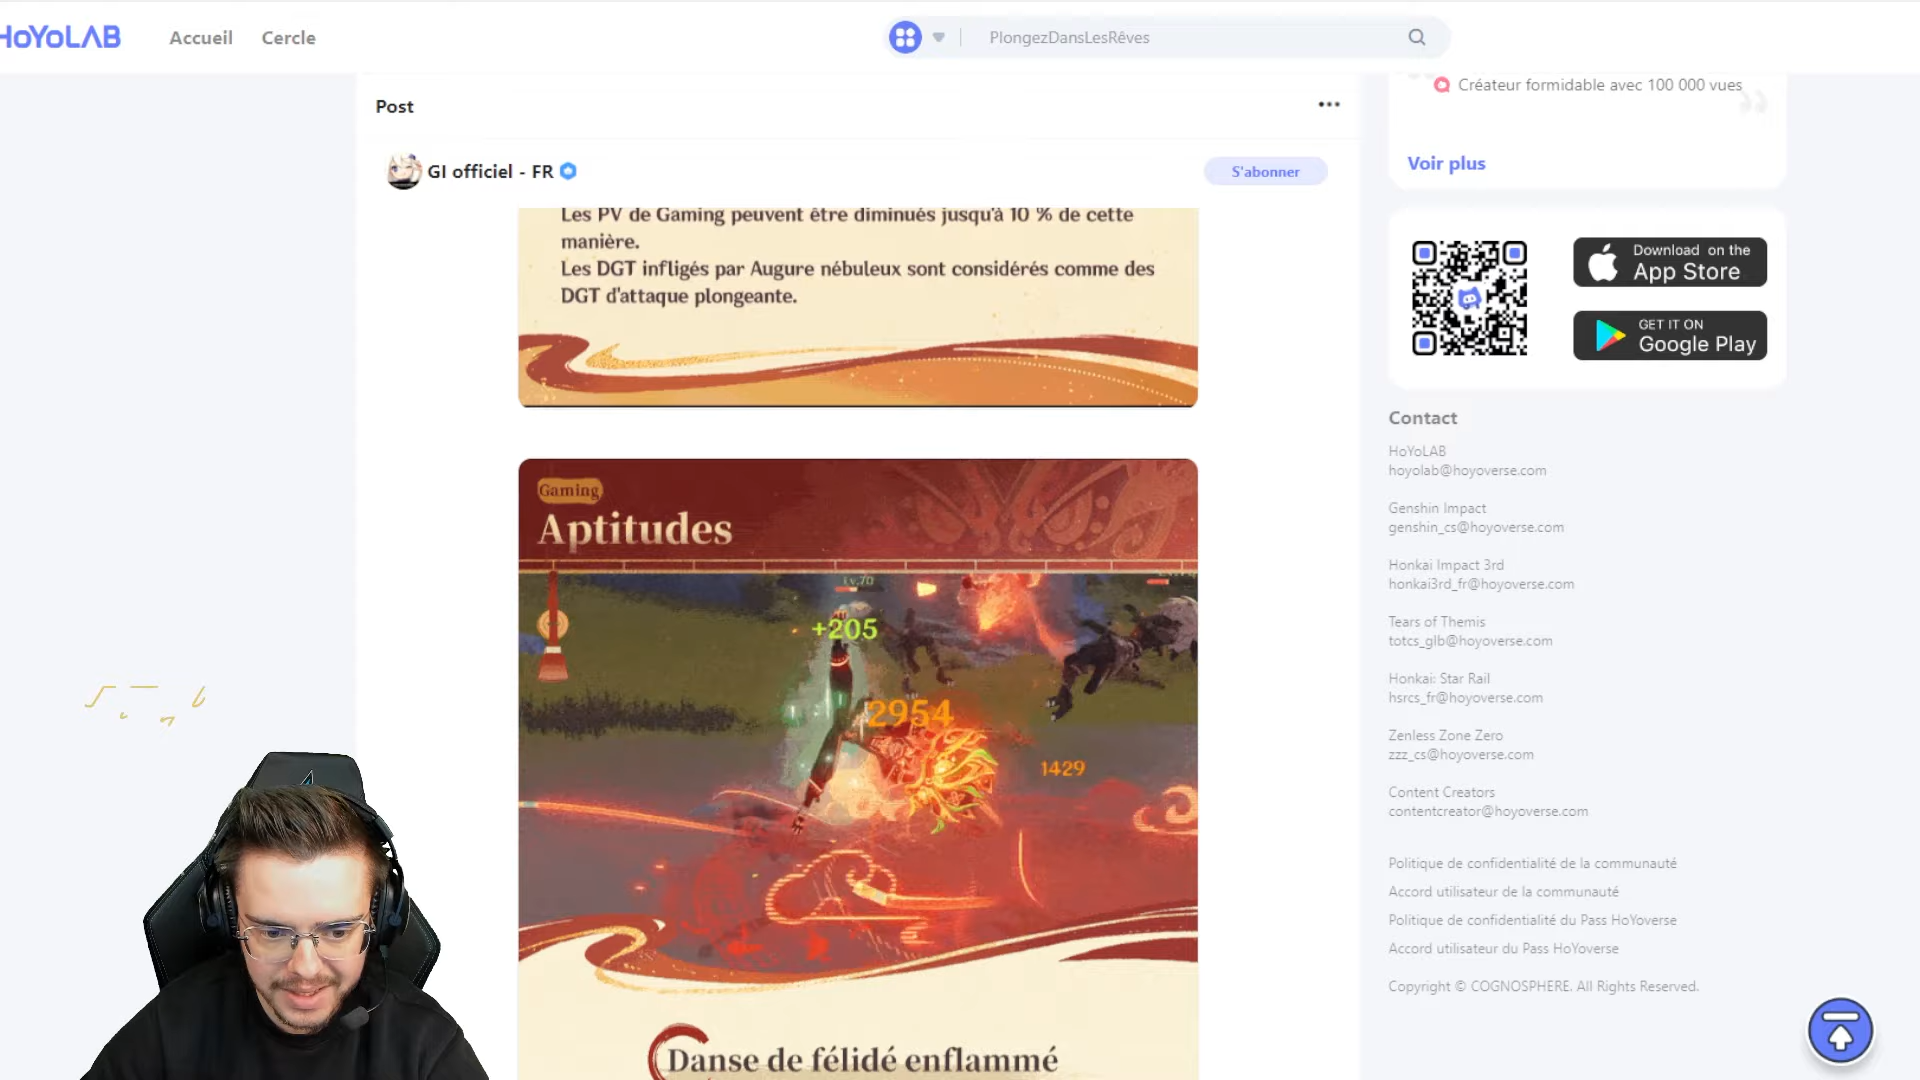 HoYoLAB
Accueil
Cercle
PlongezDansLesRêves
Post
GI officiel - FR
S'abonner
Les PV de Gaming peuvent être diminués jusqu'à 10 % de cette
manière.
Les DGT infligés par Augure nébuleux sont considérés comme des
DGT d'attaque plongeante.
Gaming
Aptitudes
Lv.70
+205
2954
1429
Danse de félidé enflammé
Créateur formidable avec 100 000 vues
Voir plus
Download on the
App Store
GET IT ON
Google Play
Contact
HoYoLAB
hoyolab@hoyoverse.com
Genshin Impact
genshin_cs@hoyoverse.com
Honkai Impact 3rd
honkai3rd_fr@hoyoverse.com
Tears of Themis
totcs_glb@hoyoverse.com
Honkai: Star Rail
hsrcs_fr@hoyoverse.com
Zenless Zone Zero
zzz_cs@hoyoverse.com
Content Creators
contentcreator@hoyoverse.com
Politique de confidentialité de la communauté
Accord utilisateur de la communauté
Politique de confidentialité du Pass HoYoverse
Accord utilisateur du Pass HoYoverse
Copyright © COGNOSPHERE. All Rights Reserved.